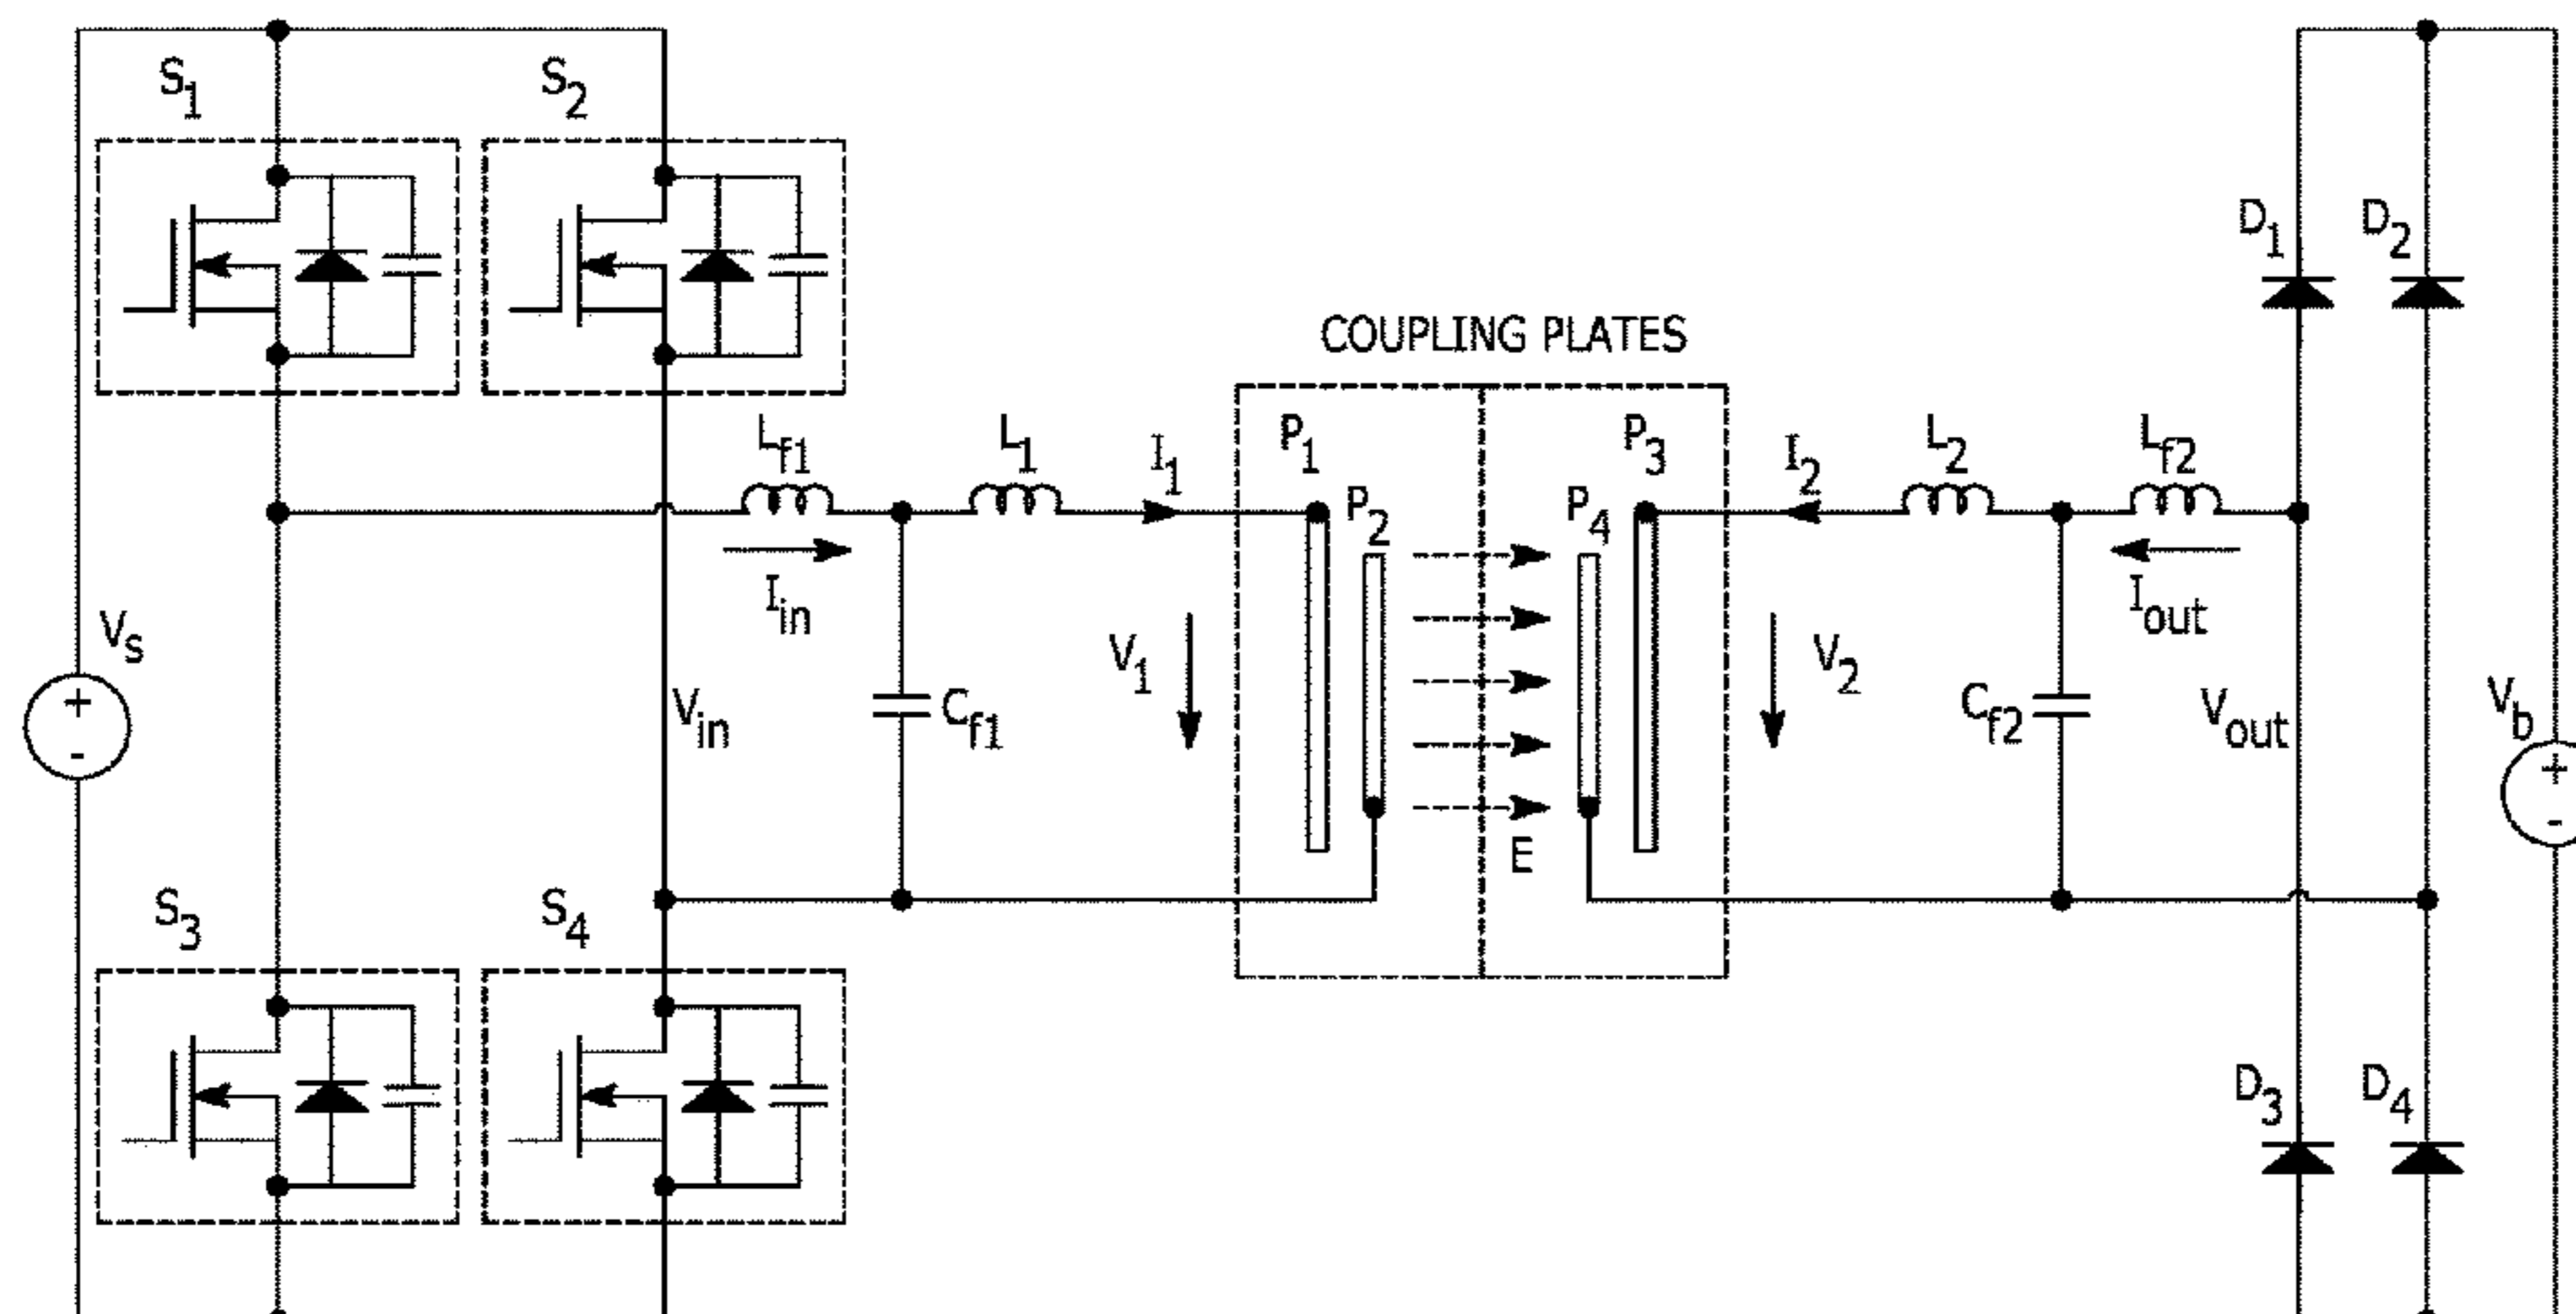 S1
S2
D1
D2
COUPLING PLATES
Lf1
L1
I1
P1
P2
P3
P4
I2
L2
Lf2
Iin
Iout
Vs
+
-
Vin
Cf1
V1
E
V2
Cf2
Vout
Vb
+
-
S3
S4
D3
D4